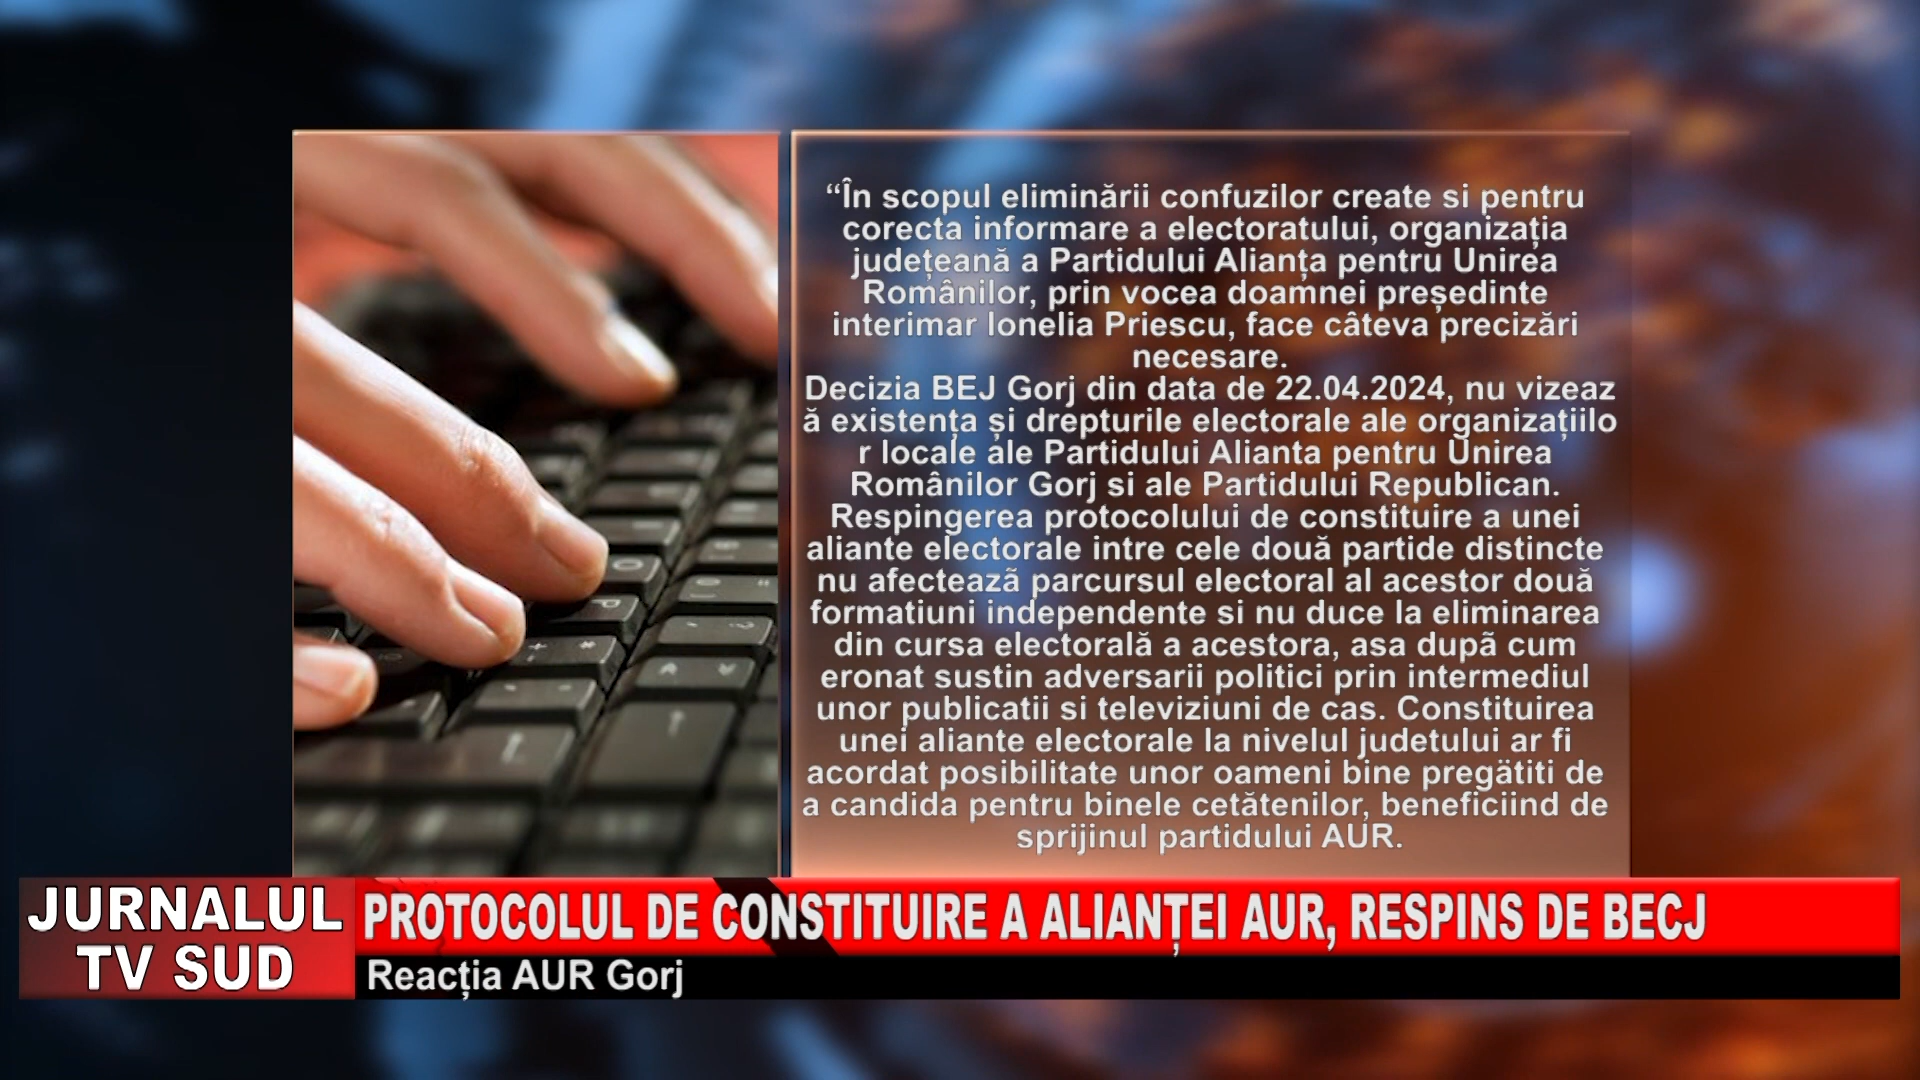 “În scopul eliminării confuzilor create si pentru
corecta informare a electoratului, organizația
județeană a Partidului Alianța pentru Unirea
Românilor, prin vocea doamnei președinte
interimar Ionelia Priescu, face câteva precizări
necesare.
Decizia BEJ Gorj din data de 22.04.2024, nu vizeaz
ă existența și drepturile electorale ale organizațiilo
r locale ale Partidului Alianta pentru Unirea
Românilor Gorj si ale Partidului Republican.
Respingerea protocolului de constituire a unei
aliante electorale intre cele două partide distincte
nu afectează parcursul electoral al acestor două
formatiuni independente si nu duce la eliminarea
din cursa electorală a acestora, asa după cum
eronat sustin adversarii politici prin intermediul
unor publicatii si televiziuni de cas. Constituirea
unei aliante electorale la nivelul judetului ar fi
acordat posibilitate unor oameni bine pregätiti de
a candida pentru binele cetătenilor, beneficiind de
sprijinul partidului AUR.
JURNALUL
TV SUD
PROTOCOLUL DE CONSTITUIRE A ALIANȚEI AUR, RESPINS DE BECJ
Reacția AUR Gorj